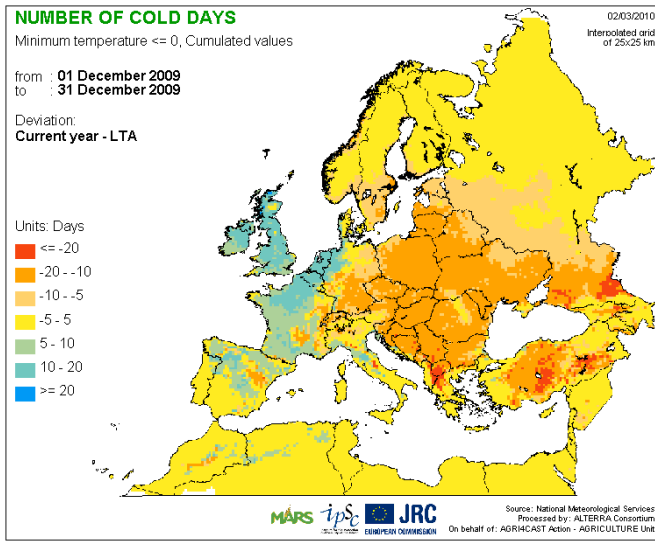 NUMBER OF COLD DAYS
02/03/2010
Minimum temperature <= 0, Cumulated values
Interpolated grid
of 25x25 km
from : 01 December 2009
to : 31 December 2009
Deviation:
Current year - LTA
Units: Days
<= -20
-20 - -10
-10 - -5
-5 - 5
5 - 10
10 - 20
>= 20
MARS
ipsc
JRC
EUROPEAN COMMISSION
Source: National Meteorological Services
Processed by: ALTERRA Consortium
On behalf of: AGRI4CAST Action - AGRICULTURE Unit